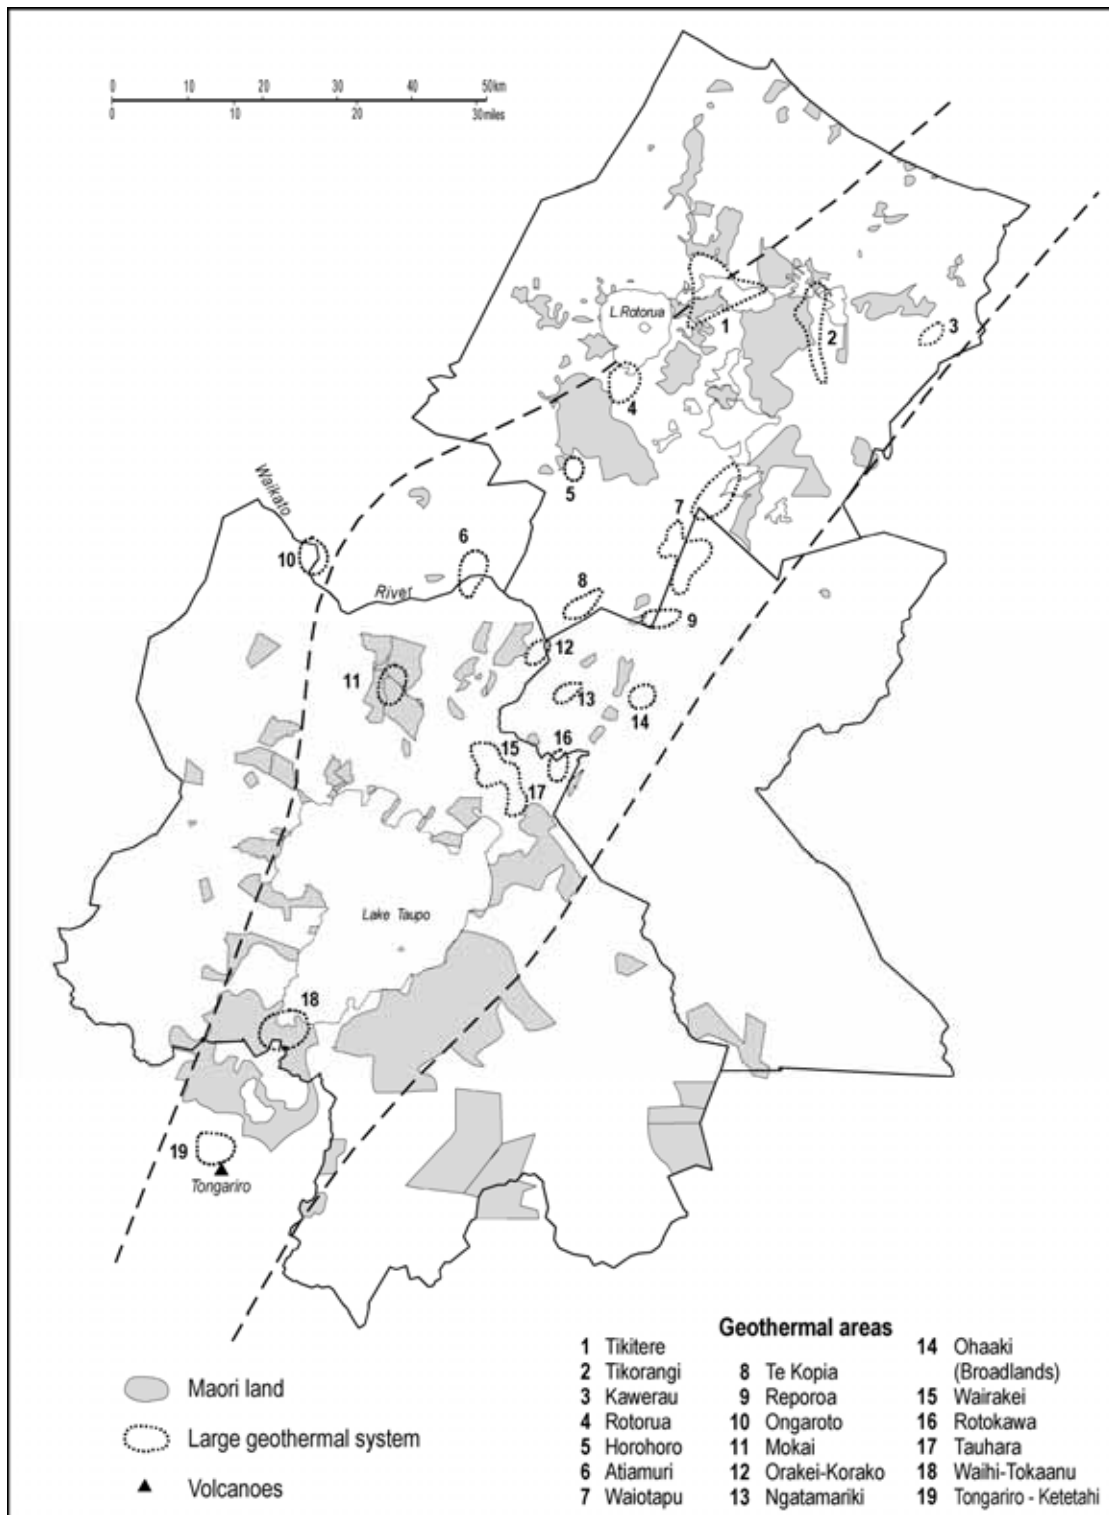 0 10 20 30 40 50km
0 10 20 30miles
L.Rotorua
1
2
3
4
5
Waikato
6
7
10
River
8
9
12
11
13
14
15
16
17
Lake Taupo
18
19
Tongariro
Maori land
Large geothermal system
Volcanoes
Geothermal areas
1 Tikitere
2 Tikorangi
3 Kawerau
4 Rotorua
5 Horohoro
6 Atiamuri
7 Waiotapu
8 Te Kopia
9 Reporoa
10 Ongaroto
11 Mokai
12 Orakei-Korako
13 Ngatamariki
14 Ohaaki
(Broadlands)
15 Wairakei
16 Rotokawa
17 Tauhara
18 Waihi-Tokaanu
19 Tongariro - Ketetahi